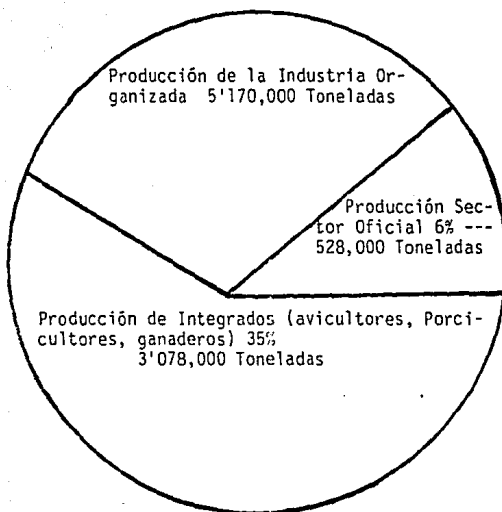 Producción de la Industria Or-
ganizada 5'170,000 Toneladas
Producción Sec-
tor Oficial 6% ---
528,000 Toneladas
Producción de Integrados (avicultores, Porci-
cultores, ganaderos) 35%
3'078,000 Toneladas